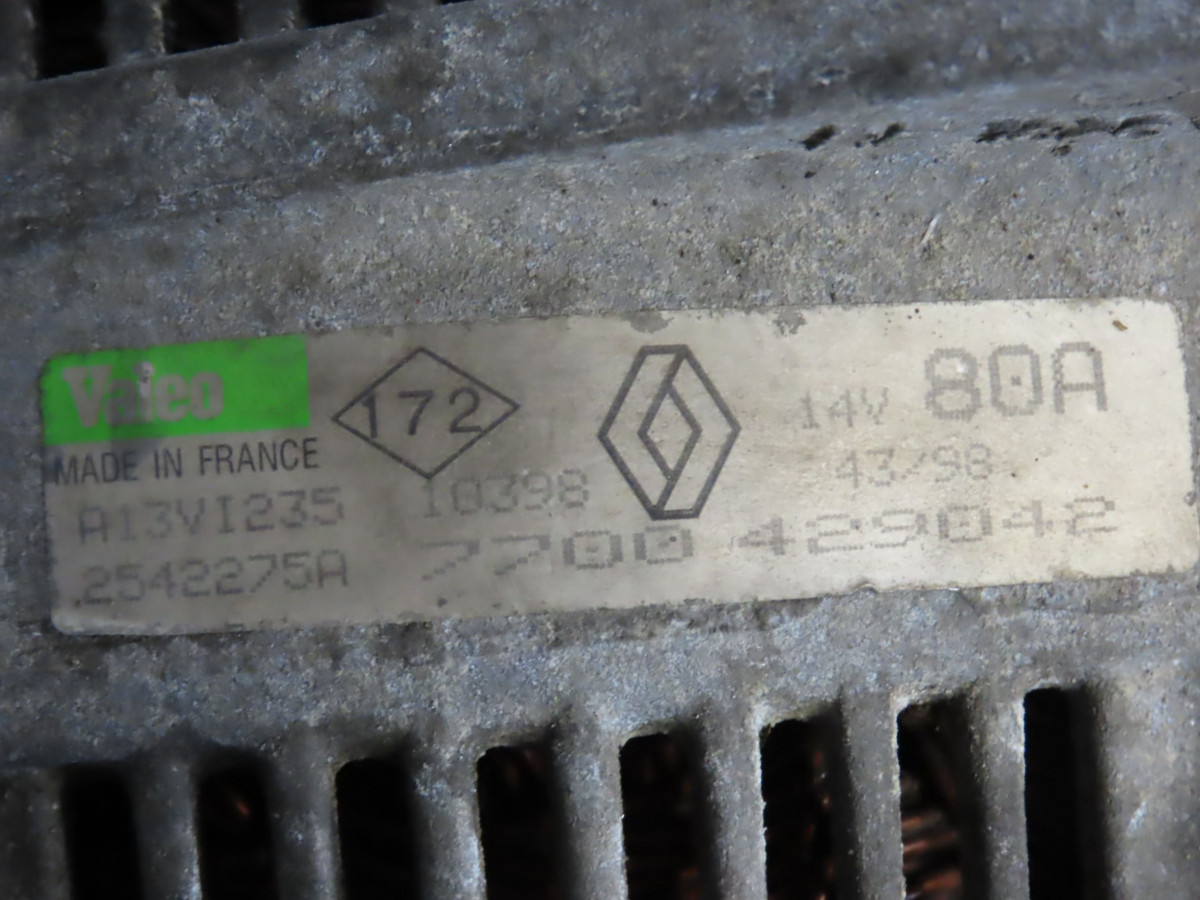 Valeo
MADE IN FRANCE
172
14V 80A
43/98
A13VI235 10398
2542275A 7700 429042